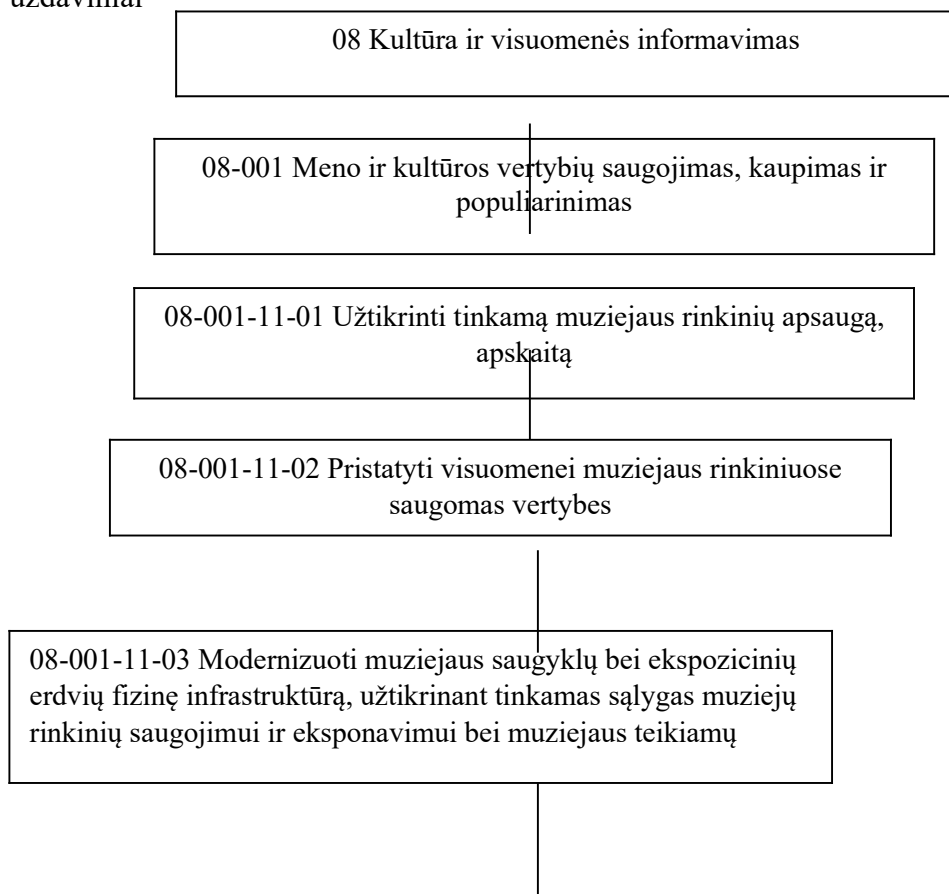 uždaviniai
08 Kultūra ir visuomenės informavimas
08-001 Meno ir kultūros vertybių saugojimas, kaupimas ir
populiarinimas
08-001-11-01 Užtikrinti tinkamą muziejaus rinkinių apsaugą,
apskaitą
08-001-11-02 Pristatyti visuomenei muziejaus rinkiniuose
saugomas vertybes
08-001-11-03 Modernizuoti muziejaus saugyklų bei ekspozicinių
erdvių fizinę infrastruktūrą, užtikrinant tinkamas sąlygas muziejų
rinkinių saugojimui ir eksponavimui bei muziejaus teikiamų